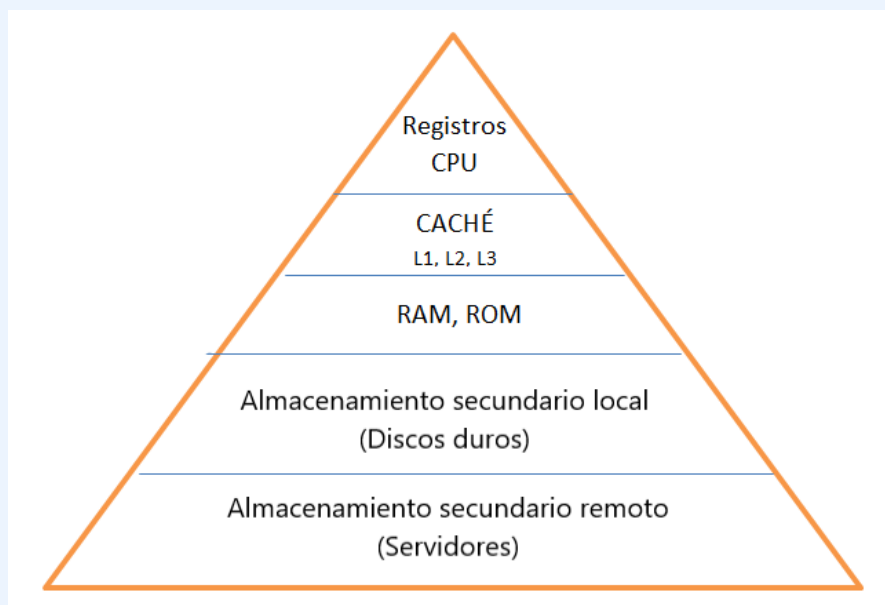 Registros
CPU
CACHÉ
L1, L2, L3
RAM, ROM
Almacenamiento secundario local
(Discos duros)
Almacenamiento secundario remoto
(Servidores)